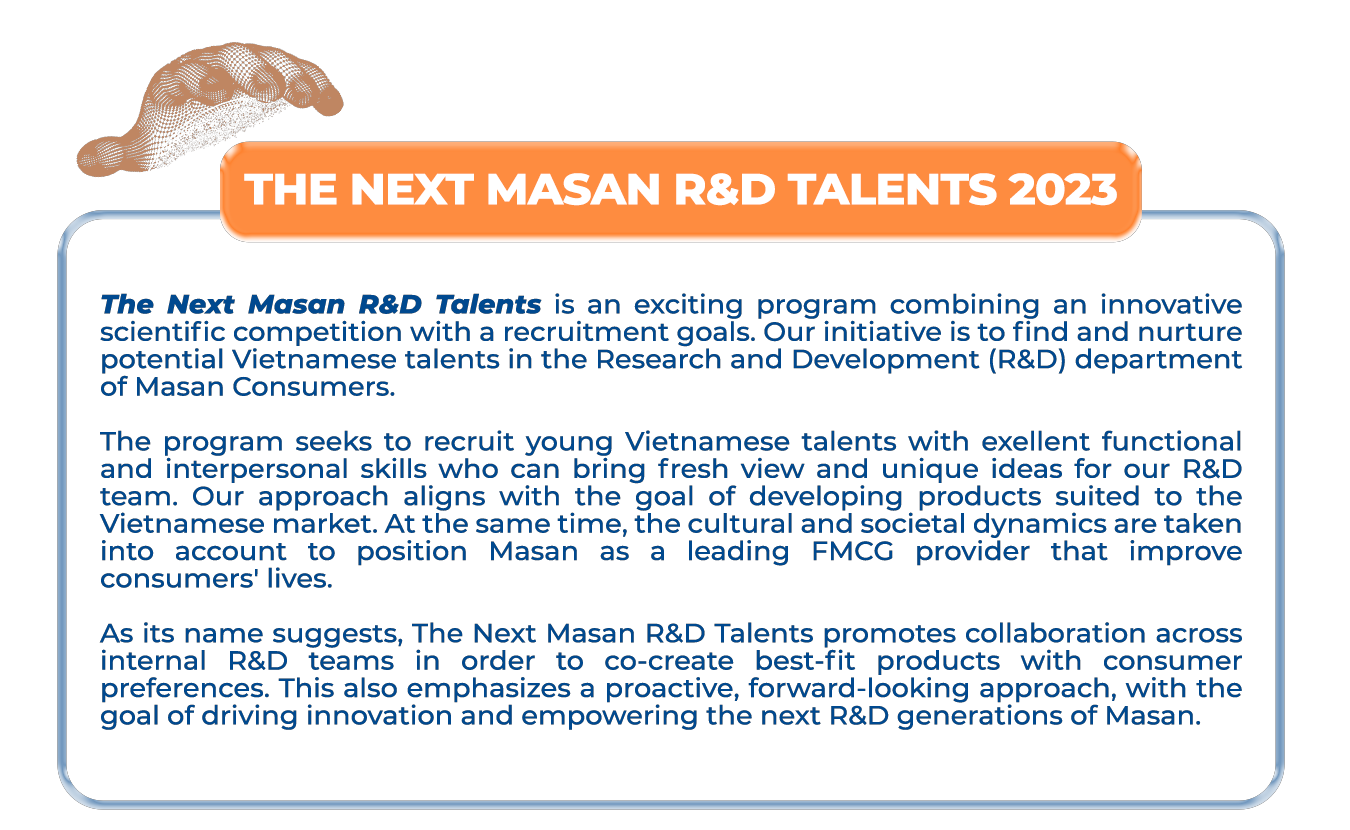 THE NEXT MASAN R&D TALENTS 2023
The Next Masan R&D Talents is an exciting program combining an innovative
scientific competition with a recruitment goals. Our initiative is to find and nurture
potential Vietnamese talents in the Research and Development (R&D) department
of Masan Consumers.
The program seeks to recruit young Vietnamese talents with exellent functional
and interpersonal skills who can bring fresh view and unique ideas for our R&D
team. Our approach aligns with the goal of developing products suited to the
Vietnamese market. At the same time, the cultural and societal dynamics are taken
into account to position Masan as a leading FMCG provider that improve
consumers' lives.
As its name suggests, The Next Masan R&D Talents promotes collaboration across
internal R&D teams in order to co-create best-fit products with consumer
preferences. This also emphasizes a proactive, forward-looking approach, with the
goal of driving innovation and empowering the next R&D generations of Masan.